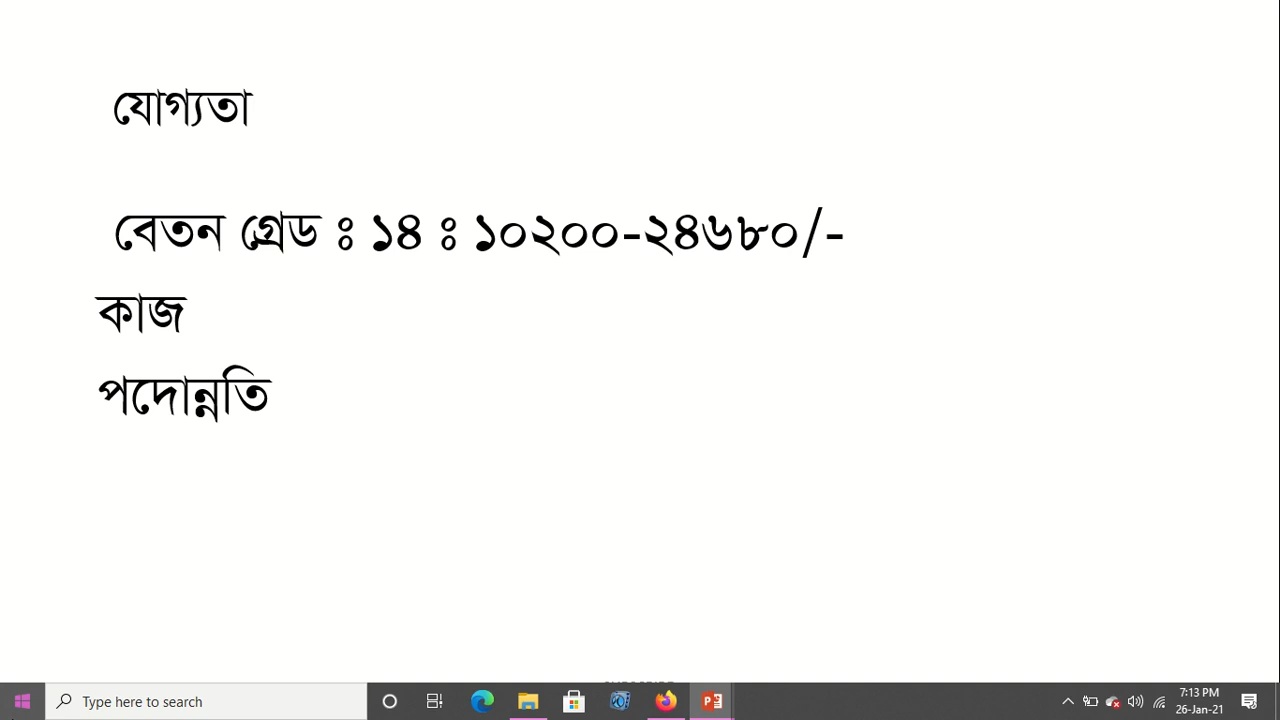 যোগ্যতা
বেতন গ্রেড ঃ ১৪ ঃ ১০২০০-২৪৬৮০/-
কাজ
পদোন্নতি
Type here to search
7:13 PM
26-Jan-21